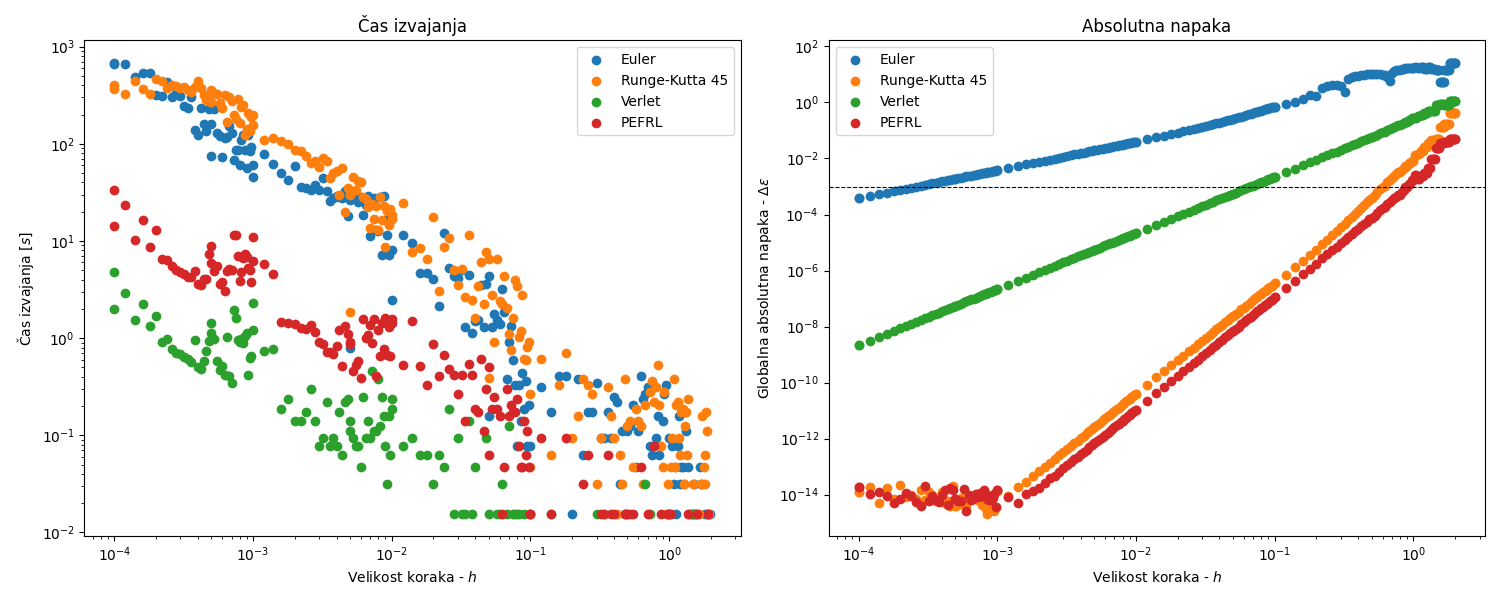 Čas izvajanja
Čas izvajanja [s]
10³
10²
10¹
10⁰
10⁻¹
10⁻²
Euler
Runge-Kutta 45
Verlet
PEFRL
10⁻⁴
10⁻³
10⁻²
10⁻¹
10⁰
Velikost koraka - h
Absolutna napaka
Globalna absolutna napaka - Δε
10²
10⁰
10⁻²
10⁻⁴
10⁻⁶
10⁻⁸
10⁻¹⁰
10⁻¹²
10⁻¹⁴
Euler
Runge-Kutta 45
Verlet
PEFRL
10⁻⁴
10⁻³
10⁻²
10⁻¹
10⁰
Velikost koraka - h